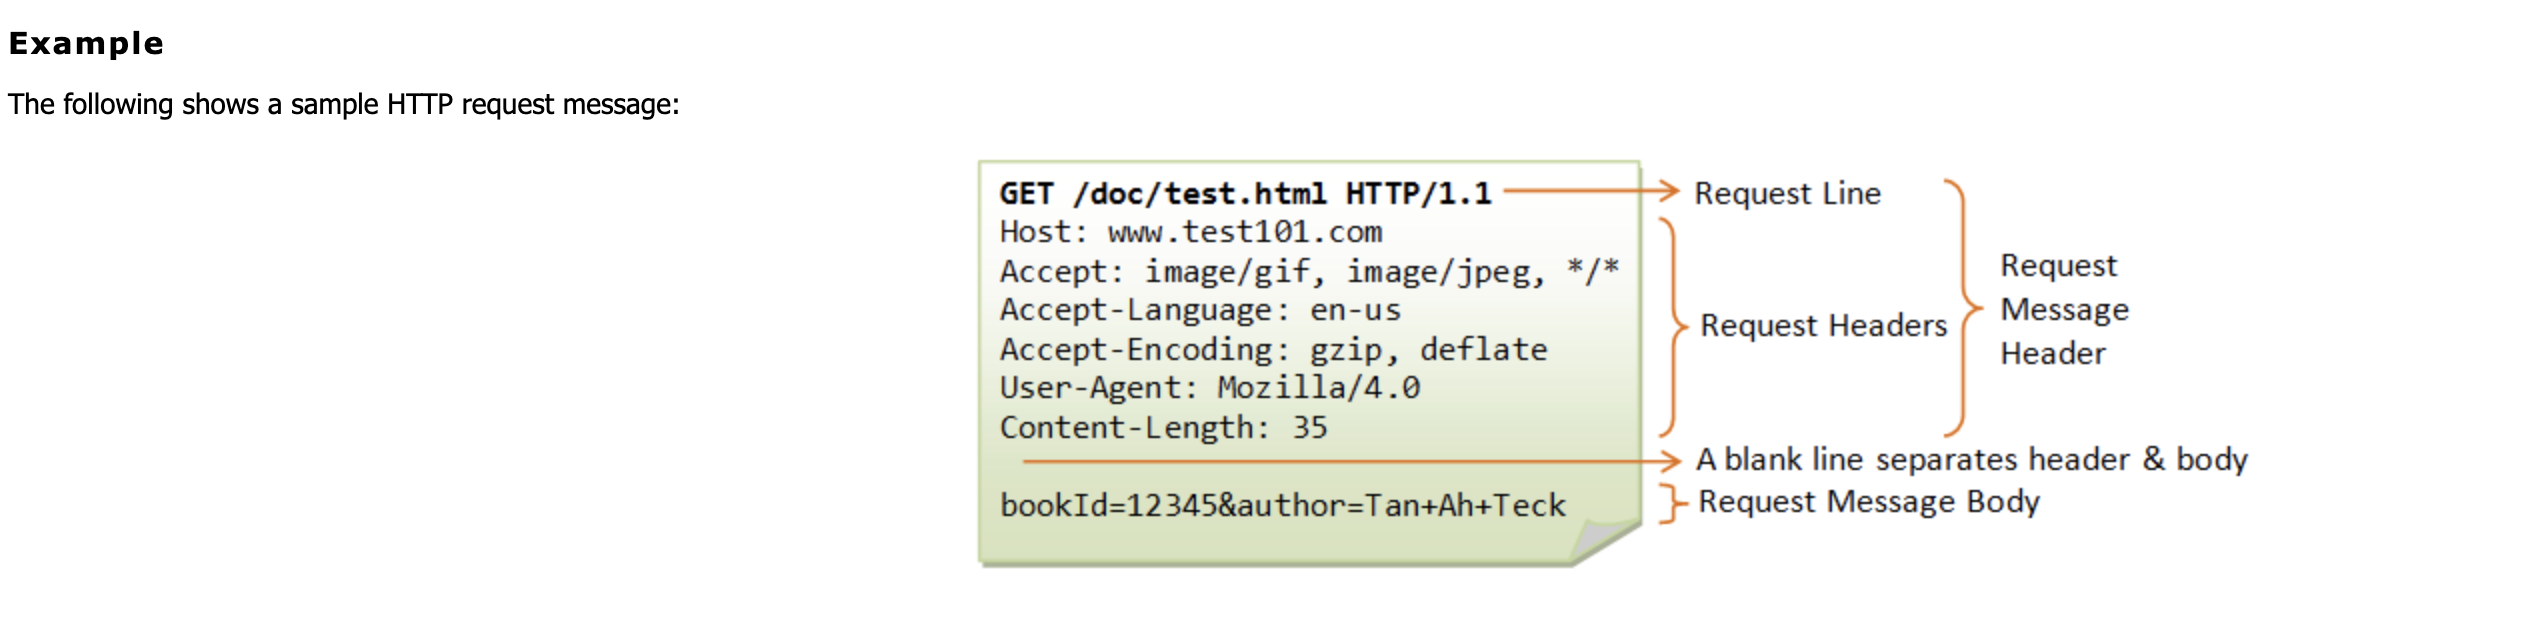 Example
The following shows a sample HTTP request message:
GET /doc/test.html HTTP/1.1
Host: www.test101.com
Accept: image/gif, image/jpeg, */*
Accept-Language: en-us
Accept-Encoding: gzip, deflate
User-Agent: Mozilla/4.0
Content-Length: 35
bookId=12345&author=Tan+Ah+Teck
Request Line
Request Headers
Request
Message
Header
A blank line separates header & body
Request Message Body